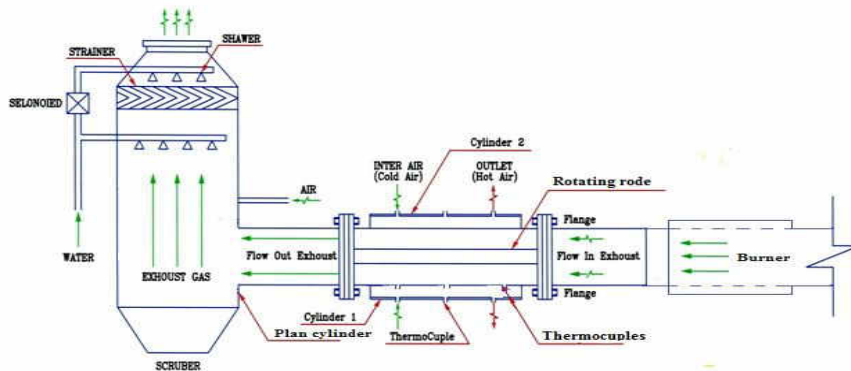 STRAINER
SHAWER
SELONOIED
WATER
EXHOUST GAS
SCRUBER
AIR
Flow Out Exhoust
Plan cylinder
Cylinder 1
INTER AIR
(Cold Air)
Cylinder 2
OUTLET
(Hot Air)
Rotating rode
Flange
Flow In Exhoust
Flange
Burner
ThermoCuple
Thermocuples